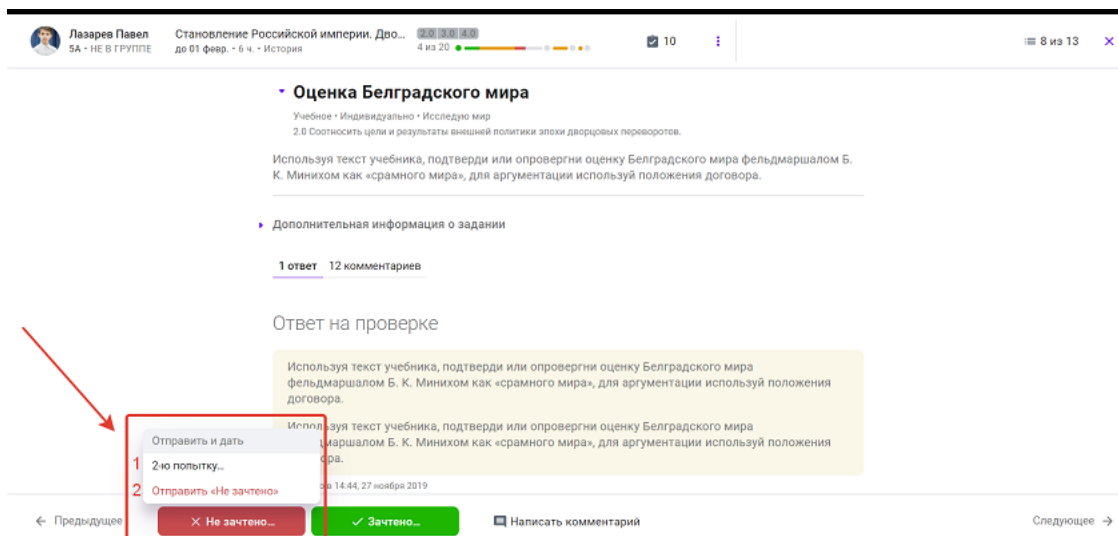 Лазарев Павел
5А • НЕ В ГРУППЕ
Становление Российской империи. Дво...
до 01 февр. • 6 ч. • История
2.0 3.0 4.0
4 из 20
10
8 из 13
Оценка Белградского мира
Учебное • Индивидуально • Исследую мир
2.0 Соотносить цели и результаты внешней политики эпохи дворцовых переворотов.
Используя текст учебника, подтверди или опровергни оценку Белградского мира фельдмаршалом Б.
К. Минихом как «срамного мира», для аргументации используй положения договора.
Дополнительная информация о задании
1 ответ 12 комментариев
Ответ на проверке
Используя текст учебника, подтверди или опровергни оценку Белградского мира
фельдмаршалом Б. К. Минихом как «срамного мира», для аргументации используй положения
договора.
Используя текст учебника, подтверди или опровергни оценку Белградского мира
маршалом Б. К. Минихом как «срамного мира», для аргументации используй положения
ора.
14:44, 27 ноября 2019
Отправить и дать
1 2-ю попытку...
2 Отправить «Не зачтено»
Предыдущее
Не зачтено...
Зачтено...
Написать комментарий
Следующее